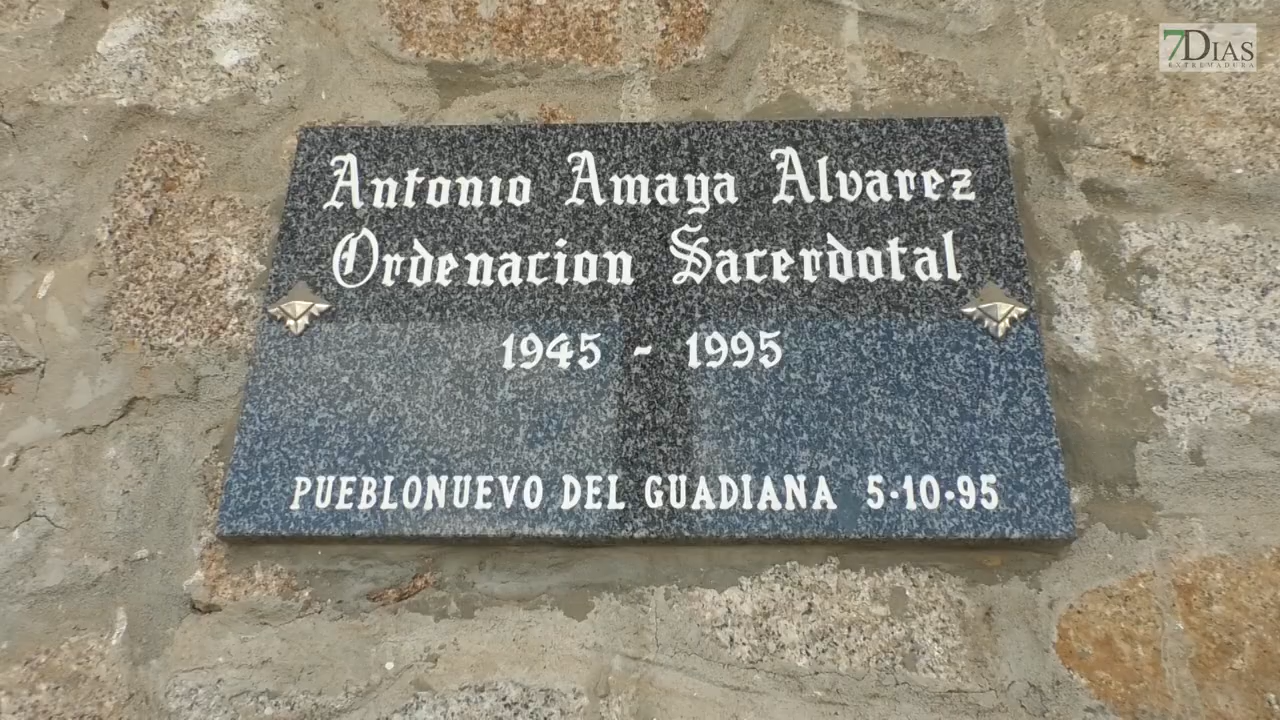 7DIAS
EXTREMADURA
Antonio Amaya Alvarez
Ordenacion Sacerdotal
1945 - 1995
PUEBLONUEVO DEL GUADIANA 5·10·95